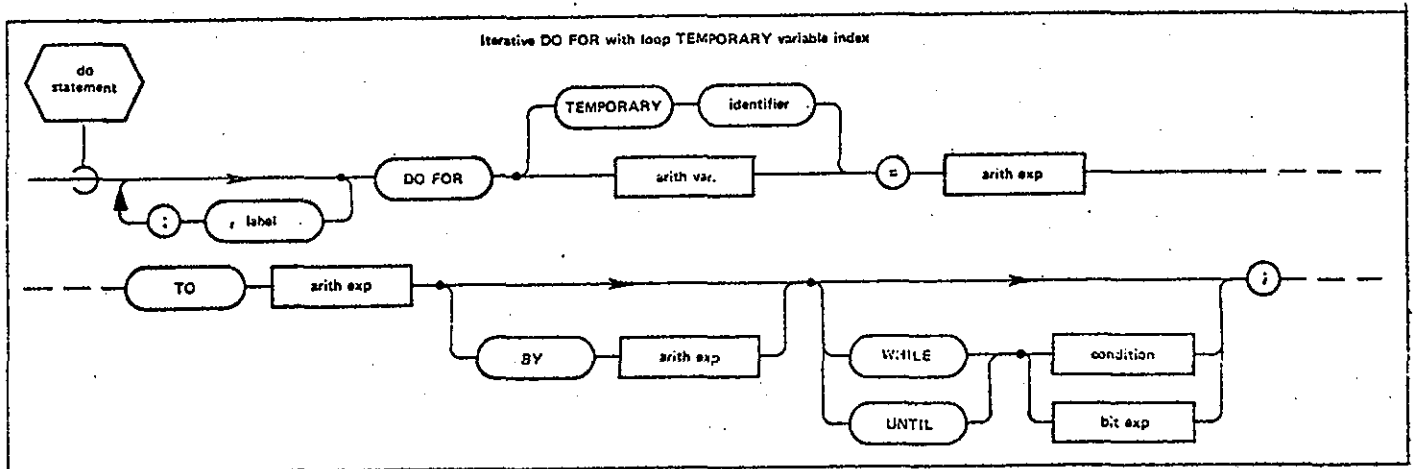 Iterative DO FOR with loop TEMPORARY variable index
do
statement
TEMPORARY identifier
DO FOR arith var. = arith exp
: , label
TO arith exp ;
BY arith exp WHILE condition
UNTIL bit exp